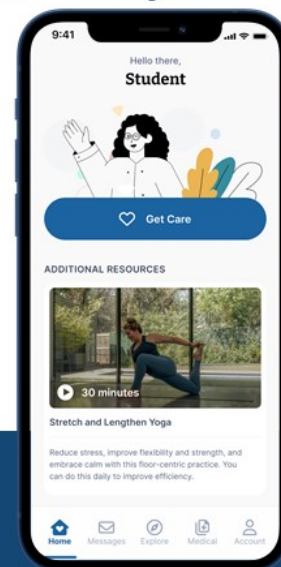 9:41
Hello there,
Student
Get Care
ADDITIONAL RESOURCES
30 minutes
Stretch and Lengthen Yoga
Reduce stress, improve flexibility and strength, and
embrace calm with this floor-centric practice. You
can do this daily to improve efficiency.
Home Messages Explore Medical Account